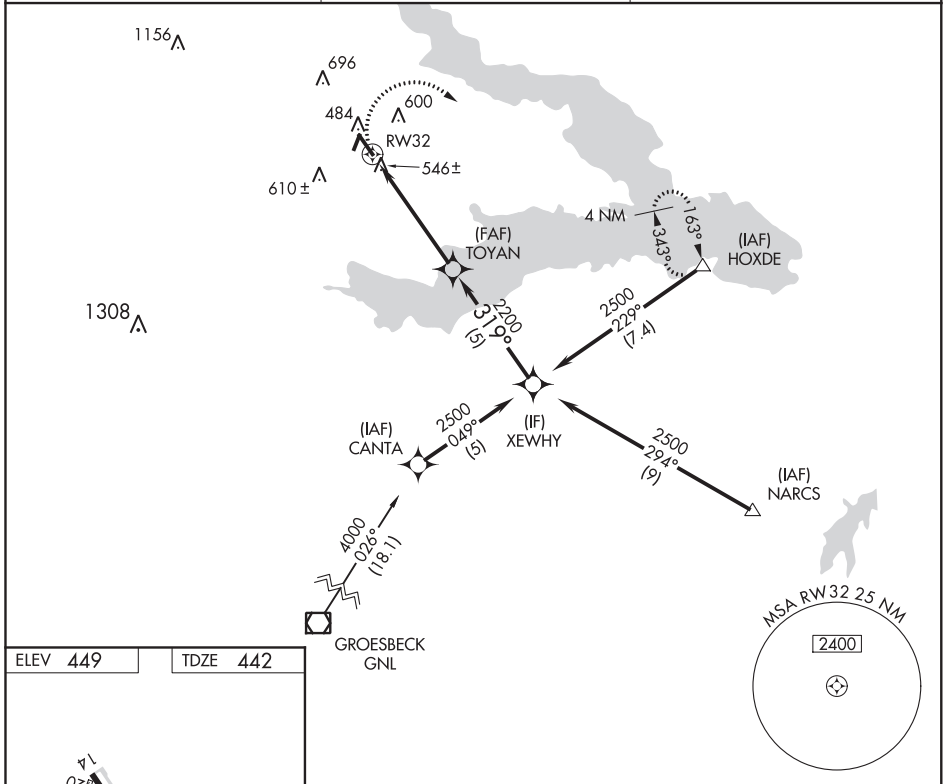 1156
696
600
484
RW32
546±
610 ±
4 NM
163°
343°
(IAF)
HOXDE
(FAF)
TOYAN
2500
229°
(7.4)
2200
319°
(5)
1308
(IF)
XEWHY
2500
049°
(5)
(IAF)
CANTA
2500
294°
(9)
(IAF)
NARCS
4000
026°
(18.1)
GROESBECK
GNL
MSA RW32 25 NM
2400
ELEV 449
TDZE 442
14